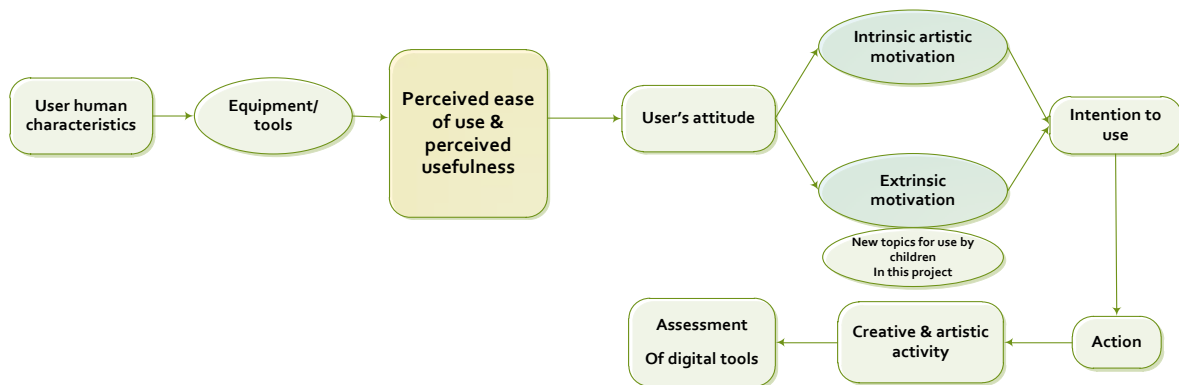 User human
characteristics
Equipment/
tools
Perceived ease
of use &
perceived
usefulness
User's attitude
Intrinsic artistic
motivation
Extrinsic
motivation
New topics for use by
children
In this project
Intention to
use
Action
Creative & artistic
activity
Assessment
Of digital tools